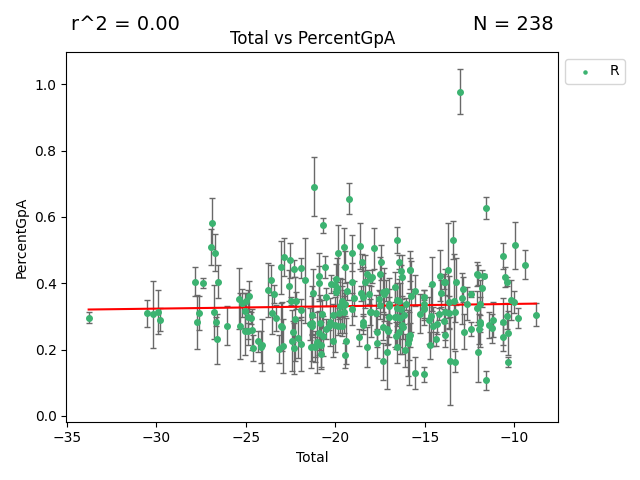 r^2 = 0.00
N = 238
Total vs PercentGpA
R
PercentGpA
1.0
0.8
0.6
0.4
0.2
0.0
−35
−30
−25
−20
−15
−10
Total